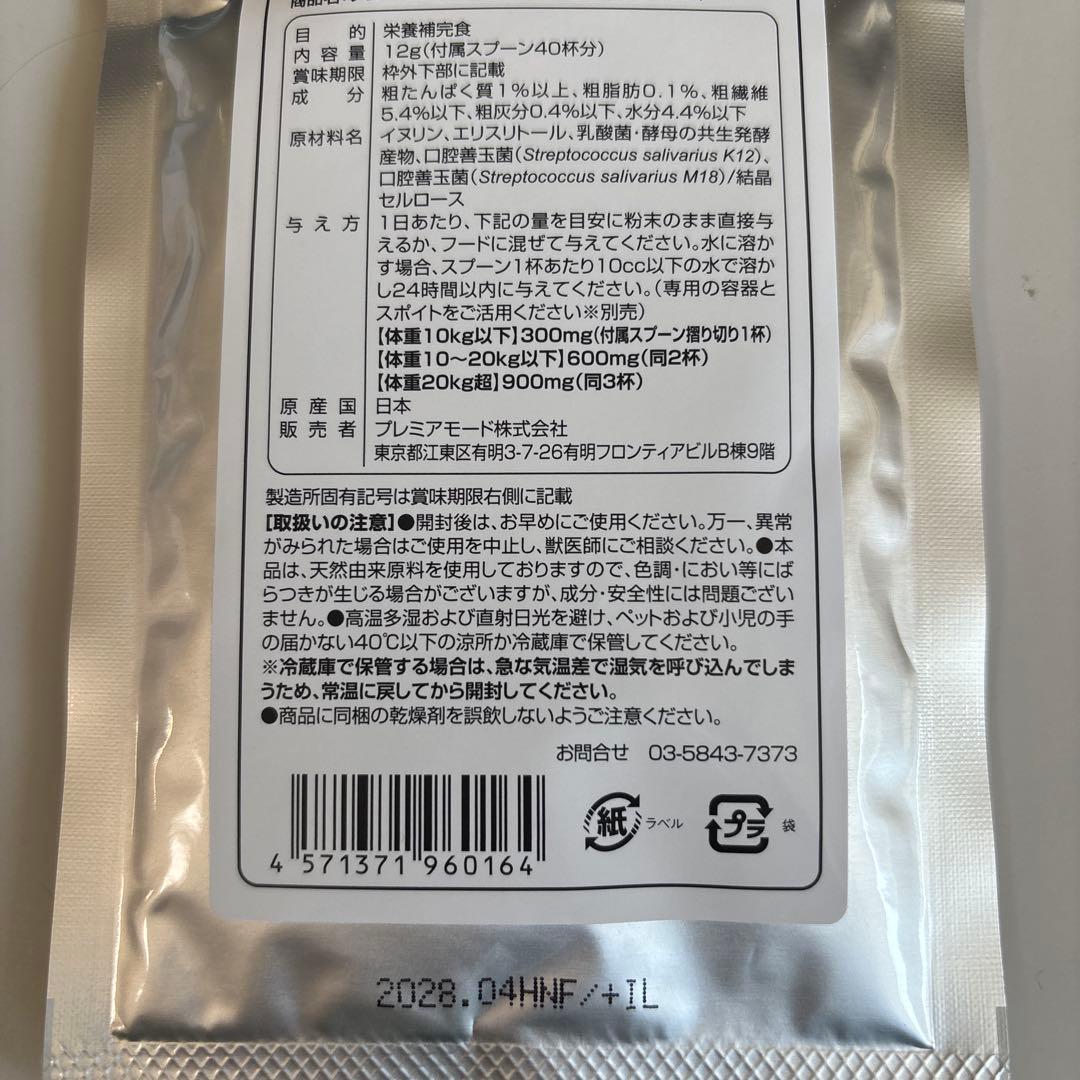 目的 栄養補完食
内容量 12g(付属スプーン40杯分)
賞味期限 枠外下部に記載
成分 粗たんぱく質1%以上、粗脂肪0.1%、粗繊維
5.4%以下、粗灰分0.4%以下、水分4.4%以下
原材料名 イヌリン、エリスリトール、乳酸菌・酵母の共生発酵
産物、口腔善玉菌(Streptococcus salivarius K12)、
口腔善玉菌(Streptococcus salivarius M18)/結晶
セルロース
与え方 1日あたり、下記の量を目安に粉末のまま直接与
えるか、フードに混ぜて与えてください。水に溶か
す場合、スプーン1杯あたり10cc以下の水で溶か
し24時間以内に与えてください。(専用の容器と
スポイトをご活用ください※別売)
【体重10kg以下】300mg(付属スプーン摺り切り1杯)
【体重10〜20kg以下】600mg(同2杯)
【体重20kg超】900mg(同3杯)
原産国 日本
販売者 プレミアモード株式会社
東京都江東区有明3-7-26有明フロンティアビルB棟9階
製造所固有記号は賞味期限右側に記載
[取扱いの注意]●開封後は、お早めにご使用ください。万一、異常
がみられた場合はご使用を中止し、獣医師にご相談ください。●本
品は、天然由来原料を使用しておりますので、色調・におい等にば
らつきが生じる場合がございますが、成分・安全性には問題ござい
ません。●高温多湿および直射日光を避け、ペットおよび小児の手
の届かない40℃以下の涼所か冷蔵庫で保管してください。
※冷蔵庫で保管する場合は、急な気温差で湿気を呼び込んでしま
うため、常温に戻してから開封してください。
●商品に同梱の乾燥剤を誤飲しないようご注意ください。
お問合せ 03-5843-7373
紙 ラベル プラ 袋
4 571371 960164
2028.04HNF/+IL